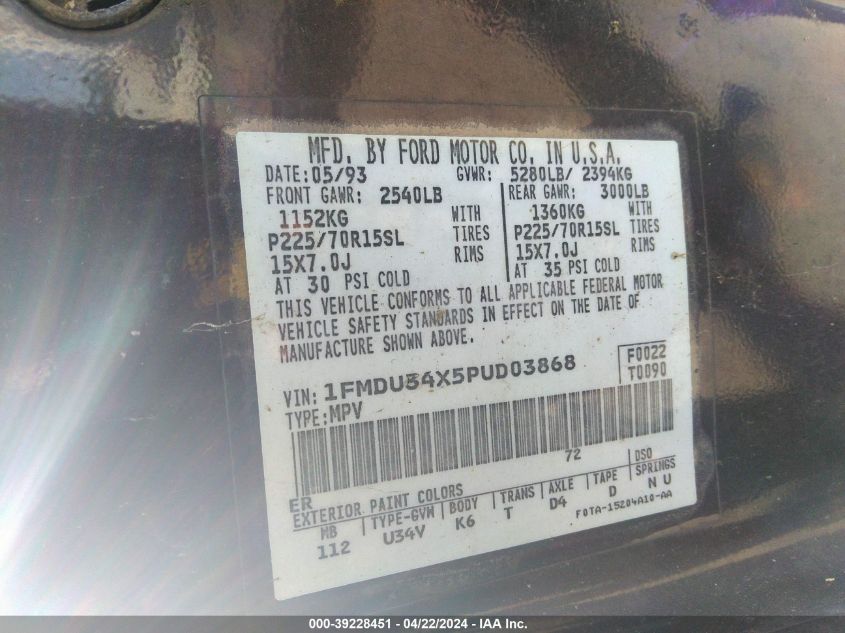 MFD. BY FORD MOTOR CO. IN U.S.A.
DATE: 05/93 GVWR: 5280LB/ 2394KG
FRONT GAWR: 2540LB REAR GAWR: 3000LB
1152KG WITH 1360KG WITH
P225/70R15SL TIRES P225/70R15SL TIRES
15X7.0J RIMS 15X7.0J RIMS
AT 30 PSI COLD AT 35 PSI COLD
THIS VEHICLE CONFORMS TO ALL APPLICABLE FEDERAL MOTOR
VEHICLE SAFETY STANDARDS IN EFFECT ON THE DATE OF
MANUFACTURE SHOWN ABOVE.
VIN: 1FMDU34X5PUD03868 F0022
TYPE: MPV T0090
72
ER
EXTERIOR PAINT COLORS DSO
WB TYPE-GVW BODY TRANS AXLE TAPE SPRINGS
112 U34V K6 T D4 D N U
F0TA-15204A10-AA
000-39228451 / 04/22/2024 - IAA Inc.